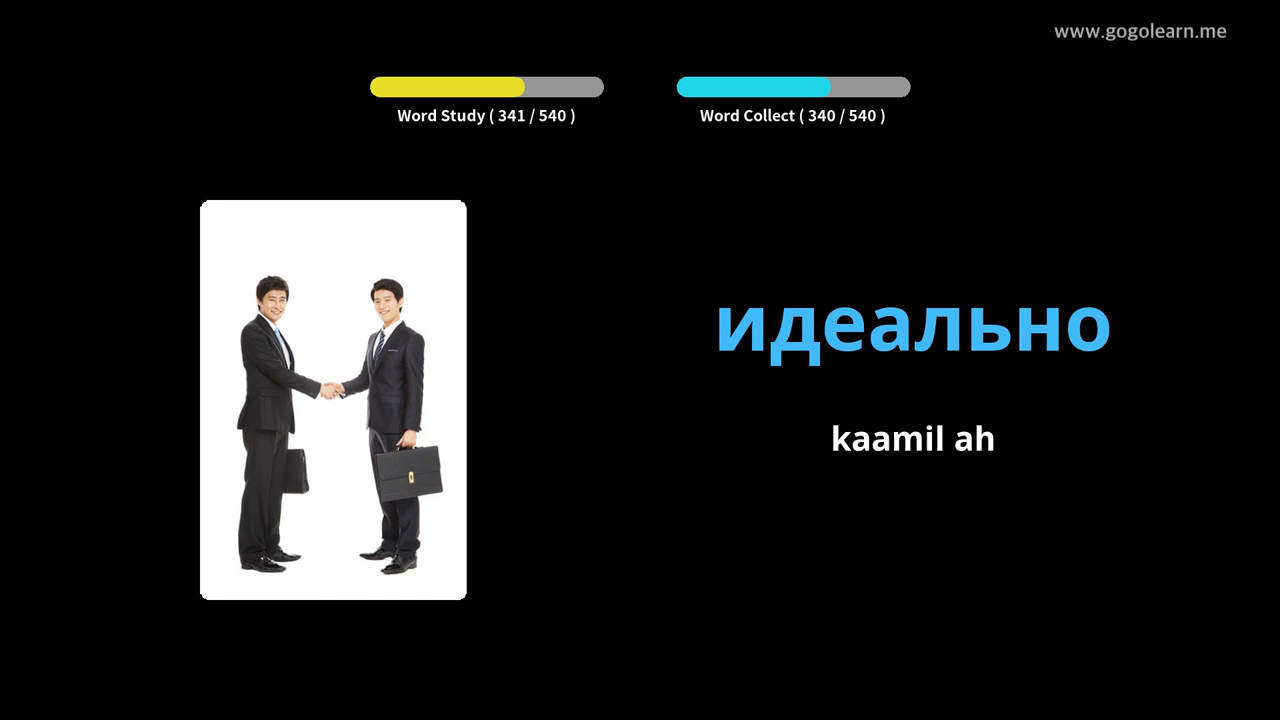 www.gogolearn.me
Word Study ( 341 / 540 )
Word Collect ( 340 / 540 )
идеально
kaamil ah